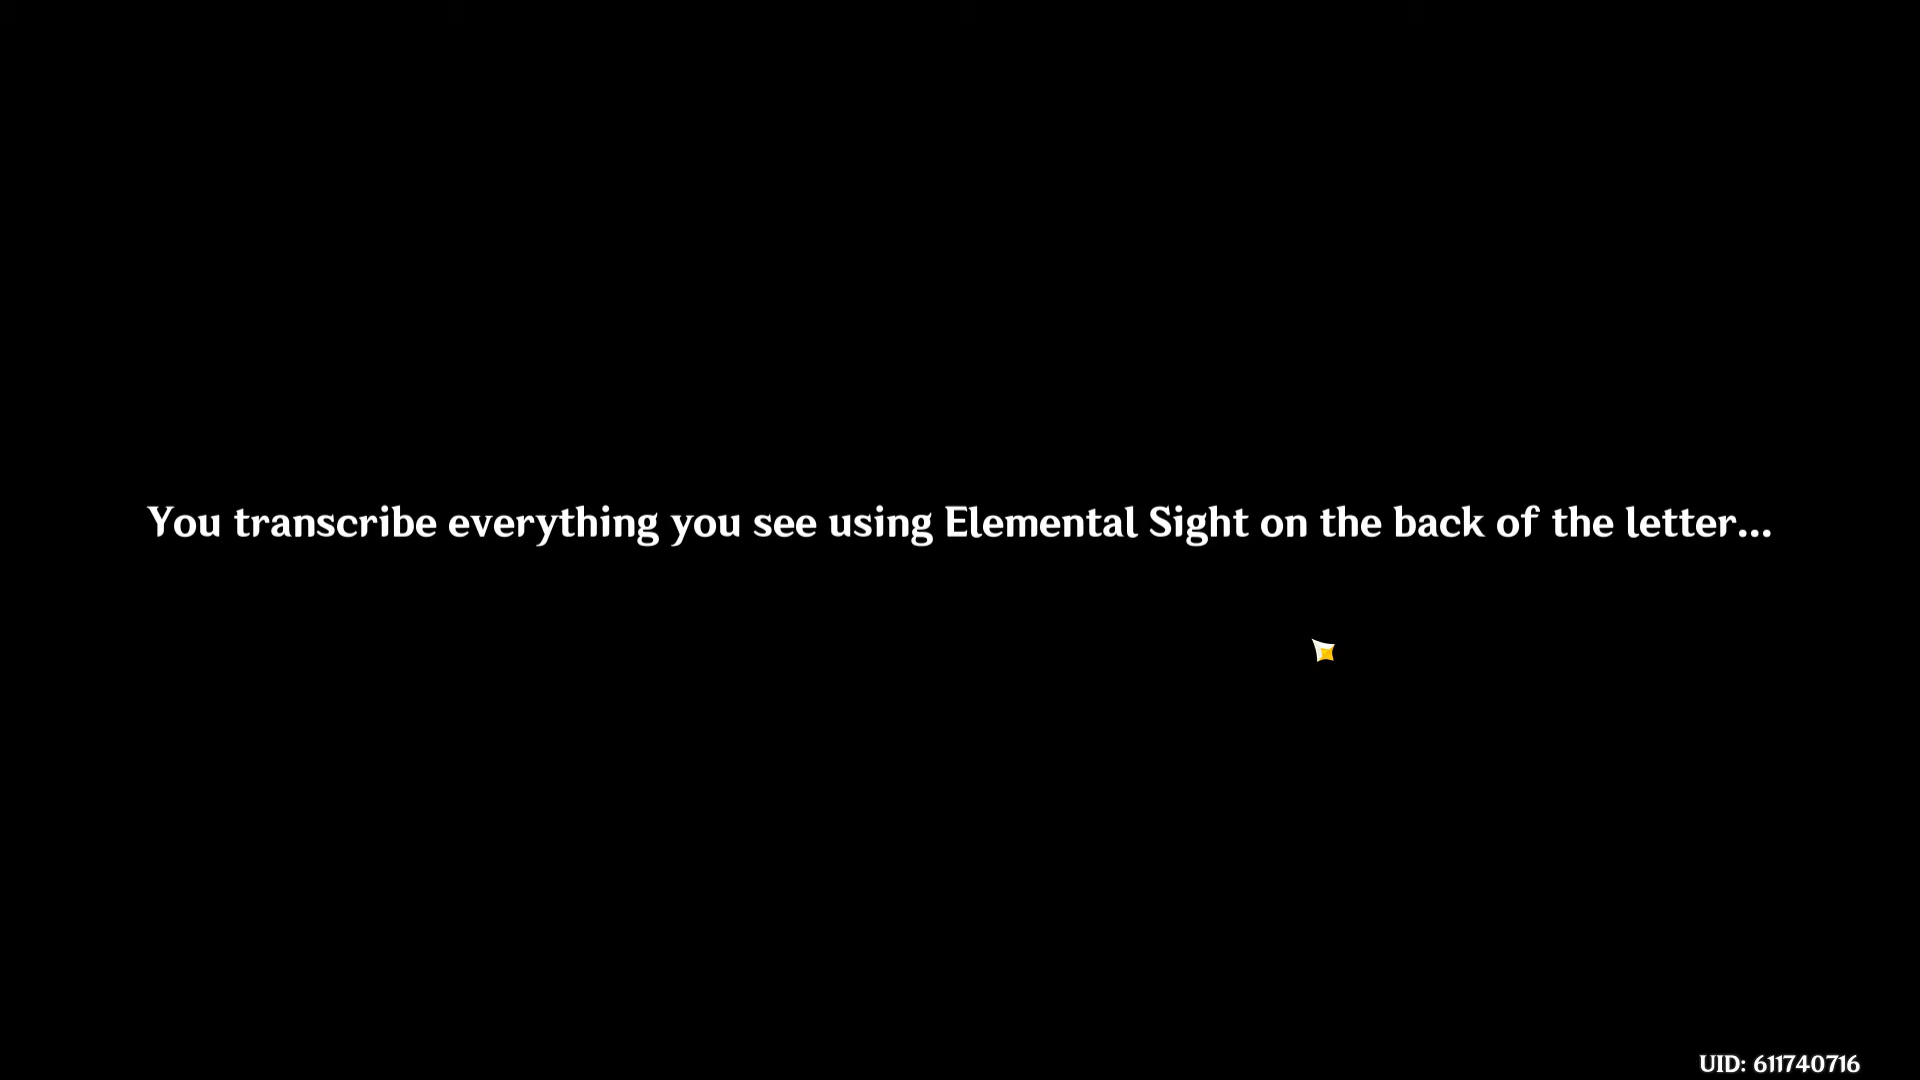 You transcribe everything you see using Elemental Sight on the back of the letter...
UID: 611740716